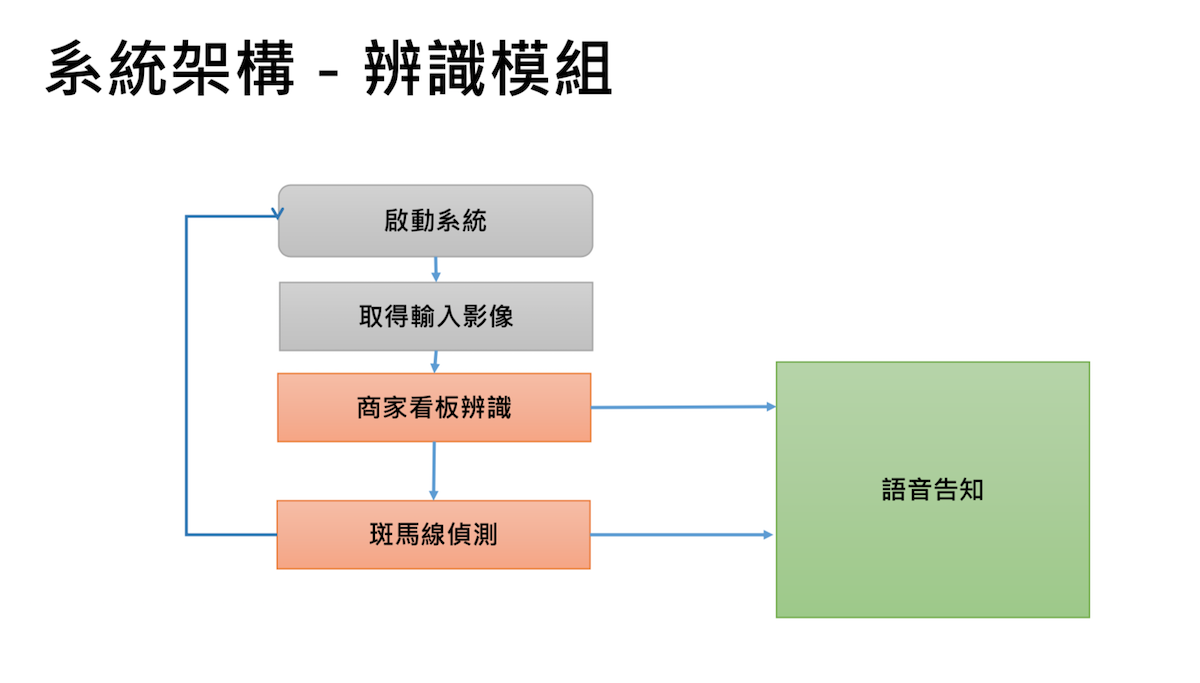 系統架構 - 辨識模組
啟動系統
取得輸入影像
商家看板辨識
斑馬線偵測
語音告知